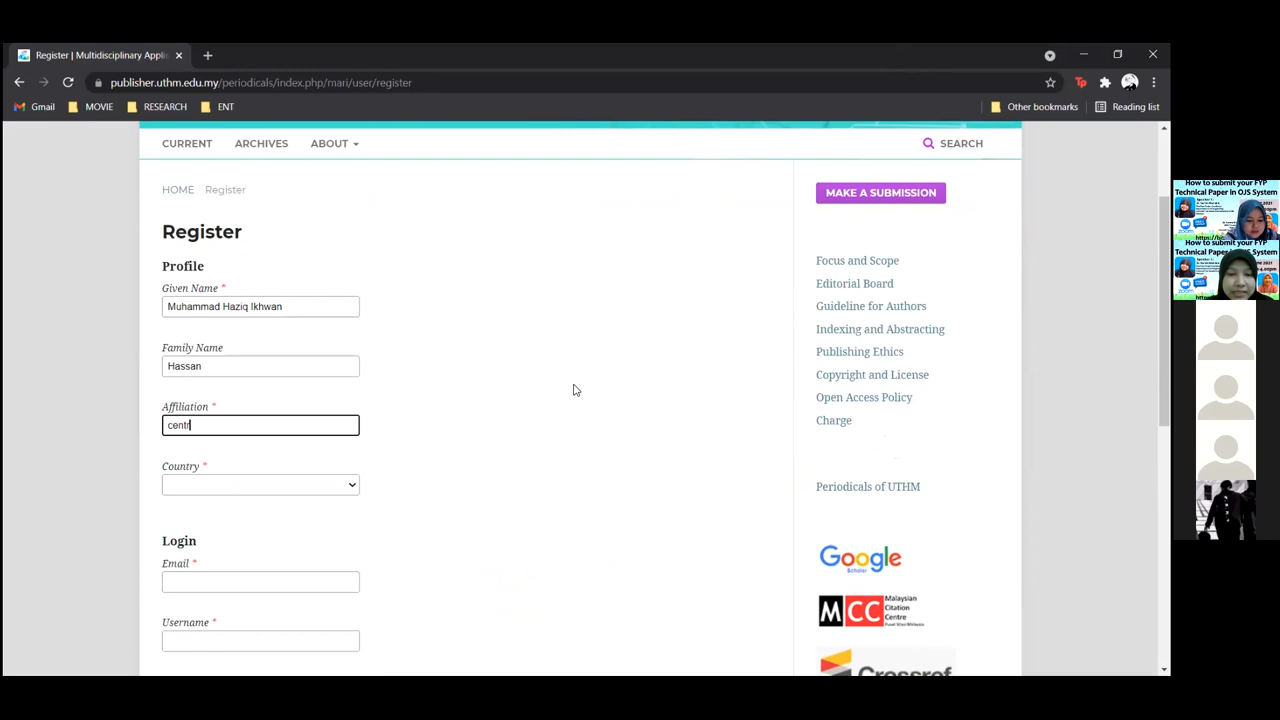 Register | Multidisciplinary Appli
publisher.uthm.edu.my/periodicals/index.php/mari/user/register
Gmail MOVIE RESEARCH ENT Other bookmarks Reading list
CURRENT ARCHIVES ABOUT SEARCH
HOME Register
Register
Profile
Given Name *
Muhammad Haziq Ikhwan
Family Name
Hassan
Affiliation *
centr
Country *
Login
Email *
Username *
MAKE A SUBMISSION
Focus and Scope
Editorial Board
Guideline for Authors
Indexing and Abstracting
Publishing Ethics
Copyright and License
Open Access Policy
Charge
Periodicals of UTHM
Google
Scholar
MCC Malaysian
Citation
Centre
Crossref
How to submit your FYP
Technical Paper in OJS System
zoom
How to submit your FYP
Technical Paper in OJS System
zoom